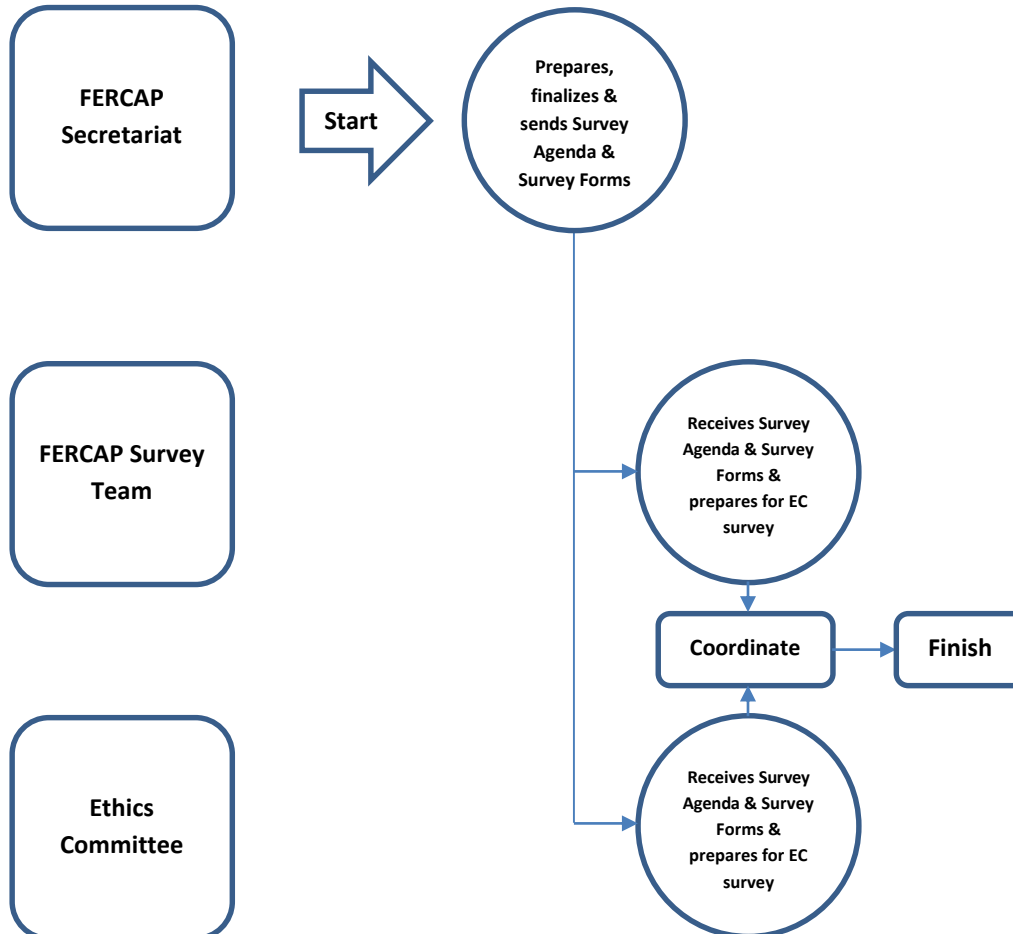 FERCAP
Secretariat
Start
Prepares,
finalizes &
sends Survey
Agenda &
Survey Forms
FERCAP Survey
Team
Receives Survey
Agenda & Survey
Forms &
prepares for EC
survey
Coordinate
Finish
Ethics
Committee
Receives Survey
Agenda & Survey
Forms &
prepares for EC
survey